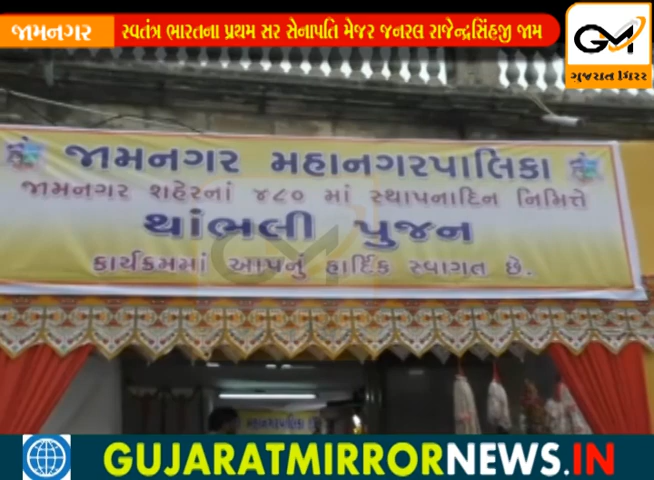 જામનગર
સ્વતંત્ર ભારતના પ્રથમ સર સેનાપતિ મેજર જનરલ રાજેન્દ્રસિંહજી જામ
GM
ગુજરાત મિરર
જામનગર મહાનગરપાલિકા
જામનગર શહેરનાં ૪૮૦ માં સ્થાપનાદિન નિમિત્તે
થાંભલી પુજન
કાર્યક્રમમાં આપનું હાર્દિક સ્વાગત છે.
GUJARATMIRRORNEWS.IN